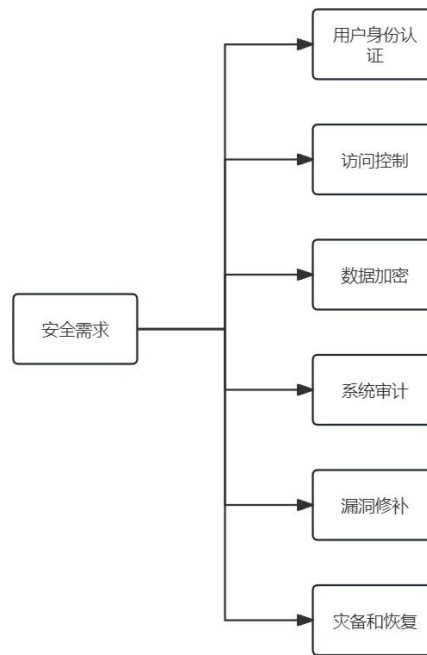 用户身份认
证
访问控制
数据加密
安全需求
系统审计
漏洞修补
灾备和恢复